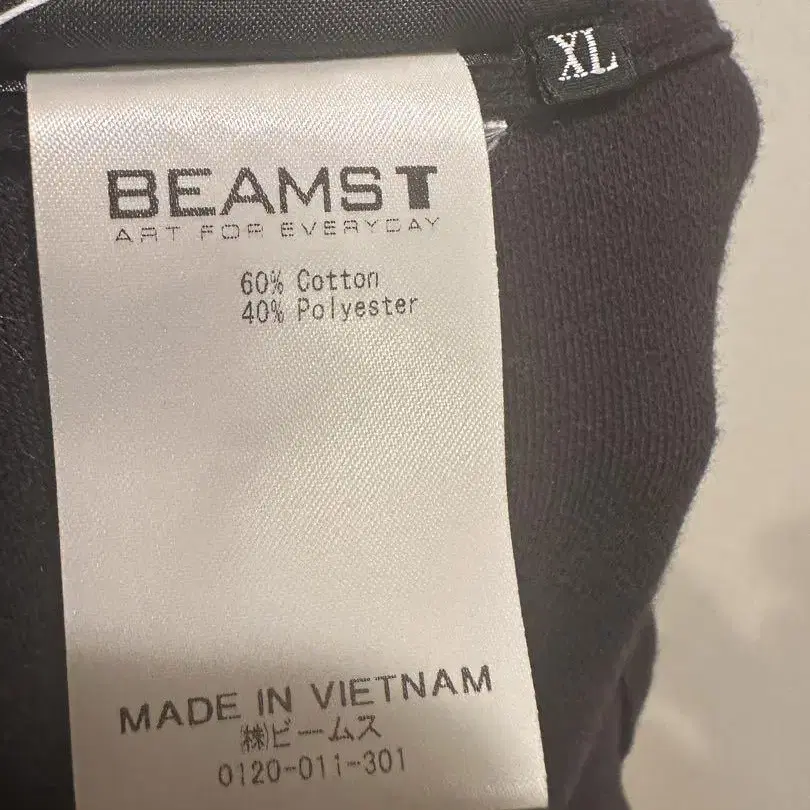 XL
BEAMS T
ART FOR EVERYDAY
60% Cotton
40% Polyester
MADE IN VIETNAM
㈱ビームス
0120-011-301